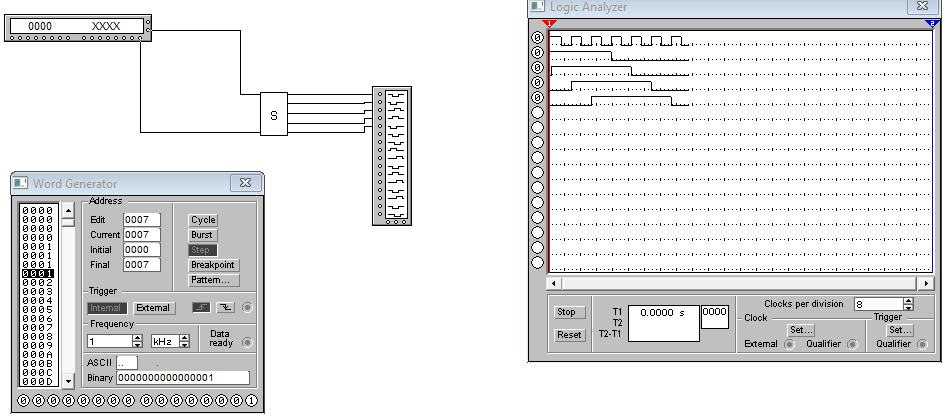 0000 XXXX
S
Word Generator
0000
0000
0000
0000
0001
0001
0001
0001
0002
0003
0004
0005
0006
0007
0008
0009
000A
000B
000C
000D
Address
Edit 0007
Current 0007
Initial 0000
Final 0007
Cycle
Burst
Step
Breakpoint
Pattern...
Trigger
Internal External
Frequency
1 kHz
Data ready
ASCII ..
Binary 0000000000000001
0 0 0 0 0 0 0 0 0 0 0 0 0 0 0 1
Logic Analyzer
1 2
0
0
0
0
0
Stop
Reset
T1 0.0000 s 0000
T2
T2-T1
Clocks per division 8
Clock
Set...
External Qualifier
Trigger
Set...
Qualifier